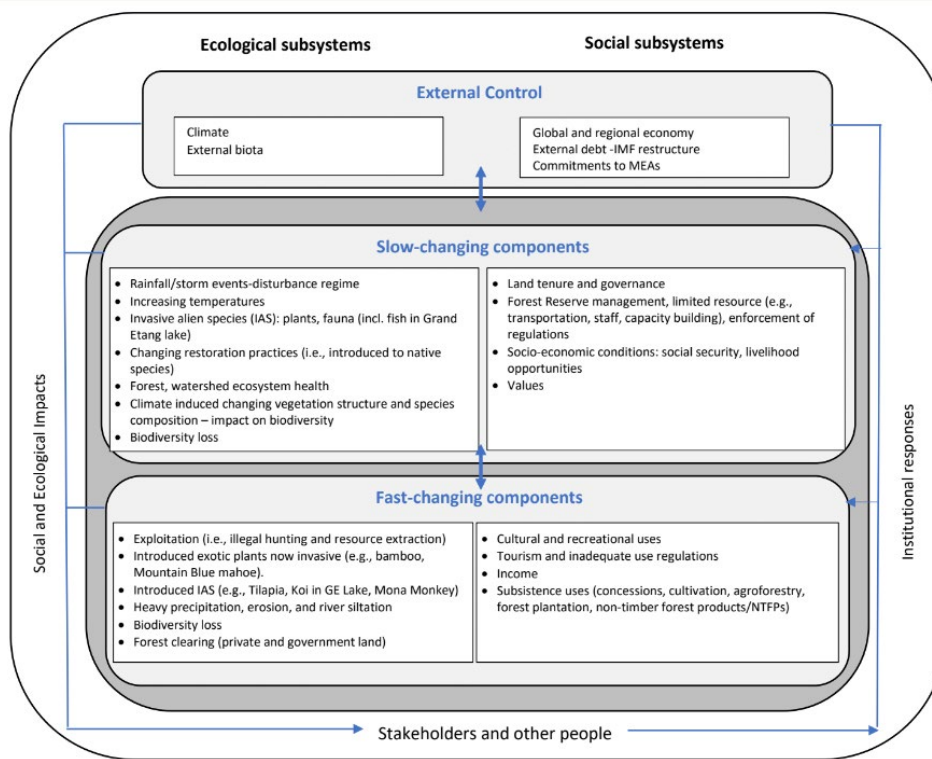 Ecological subsystems
Social subsystems
External Control
Climate
External biota
Global and regional economy
External debt -IMF restructure
Commitments to MEAs
Slow-changing components
• Rainfall/storm events-disturbance regime
• Increasing temperatures
• Invasive alien species (IAS): plants, fauna (incl. fish in Grand
Etang lake)
• Changing restoration practices (i.e., introduced to native
species)
• Forest, watershed ecosystem health
• Climate induced changing vegetation structure and species
composition – impact on biodiversity
• Biodiversity loss
• Land tenure and governance
• Forest Reserve management, limited resource (e.g.,
transportation, staff, capacity building), enforcement of
regulations
• Socio-economic conditions: social security, livelihood
opportunities
• Values
Fast-changing components
• Exploitation (i.e., illegal hunting and resource extraction)
• Introduced exotic plants now invasive (e.g., bamboo,
Mountain Blue mahoe).
• Introduced IAS (e.g., Tilapia, Koi in GE Lake, Mona Monkey)
• Heavy precipitation, erosion, and river siltation
• Biodiversity loss
• Forest clearing (private and government land)
• Cultural and recreational uses
• Tourism and inadequate use regulations
• Income
• Subsistence uses (concessions, cultivation, agroforestry,
forest plantation, non-timber forest products/NTFPs)
Social and Ecological Impacts
Institutional responses
Stakeholders and other people